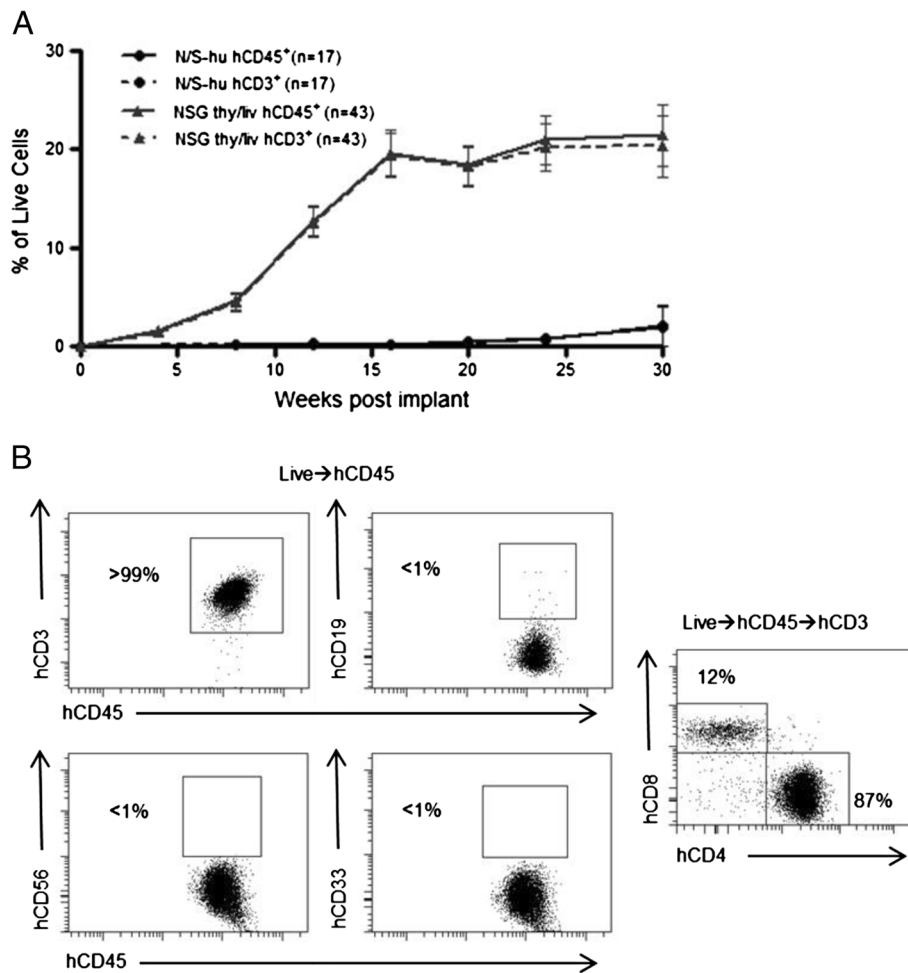 A
30
20
10
0
% of Live Cells
N/S-hu hCD45⁺ (n=17)
N/S-hu hCD3⁺ (n=17)
NSG thy/liv hCD45⁺ (n=43)
NSG thy/liv hCD3⁺ (n=43)
0 5 10 15 20 25 30
Weeks post implant
B
Live→hCD45
hCD3
>99%
hCD19
<1%
hCD45
Live→hCD45→hCD3
hCD8
12%
87%
hCD4
hCD56
<1%
hCD33
<1%
hCD45